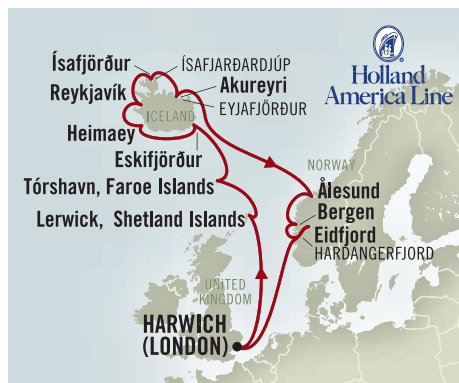 Ísafjörður
ÍSAFJARÐARDJÚP
Holland
America Line
Reykjavík
Akureyri
EYJAFJÖRÐUR
ICELAND
Heimaey
Eskifjörður
NORWAY
Tórshavn, Faroe Islands
Ålesund
Lerwick, Shetland Islands
Bergen
Eidfjord
HARDANGERFJORD
UNITED
KINGDOM
HARWICH
(LONDON)